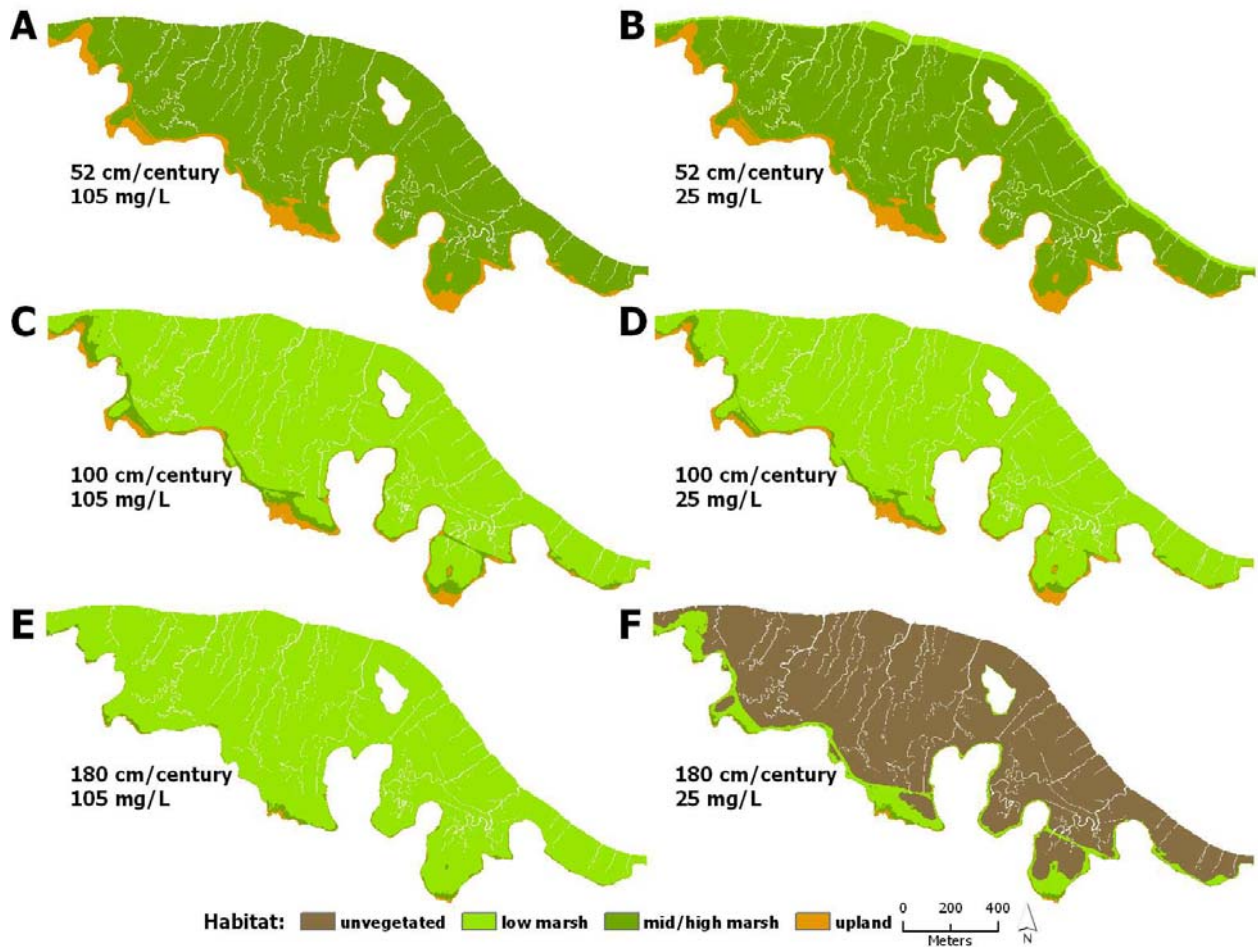 A
B
52 cm/century
105 mg/L
52 cm/century
25 mg/L
C
D
100 cm/century
105 mg/L
100 cm/century
25 mg/L
E
F
180 cm/century
105 mg/L
180 cm/century
25 mg/L
Habitat: unvegetated low marsh mid/high marsh upland
0 200 400
Meters
N